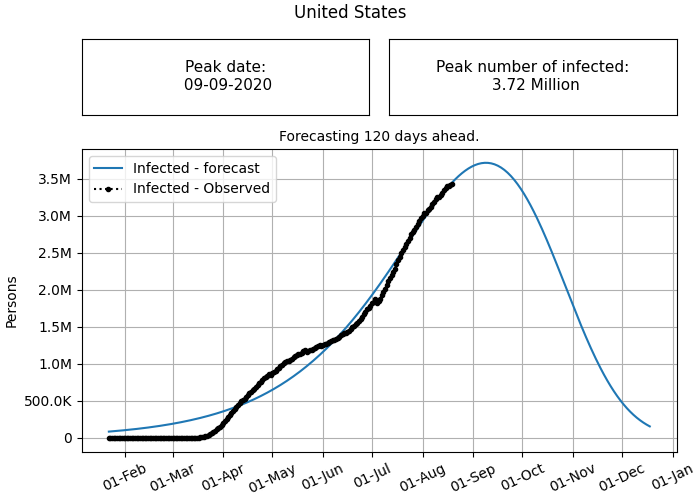 United States
Peak date:
09-09-2020
Peak number of infected:
3.72 Million
Forecasting 120 days ahead.
Infected - forecast
Infected - Observed
Persons
3.5M
3.0M
2.5M
2.0M
1.5M
1.0M
500.0K
0
01-Feb
01-Mar
01-Apr
01-May
01-Jun
01-Jul
01-Aug
01-Sep
01-Oct
01-Nov
01-Dec
01-Jan